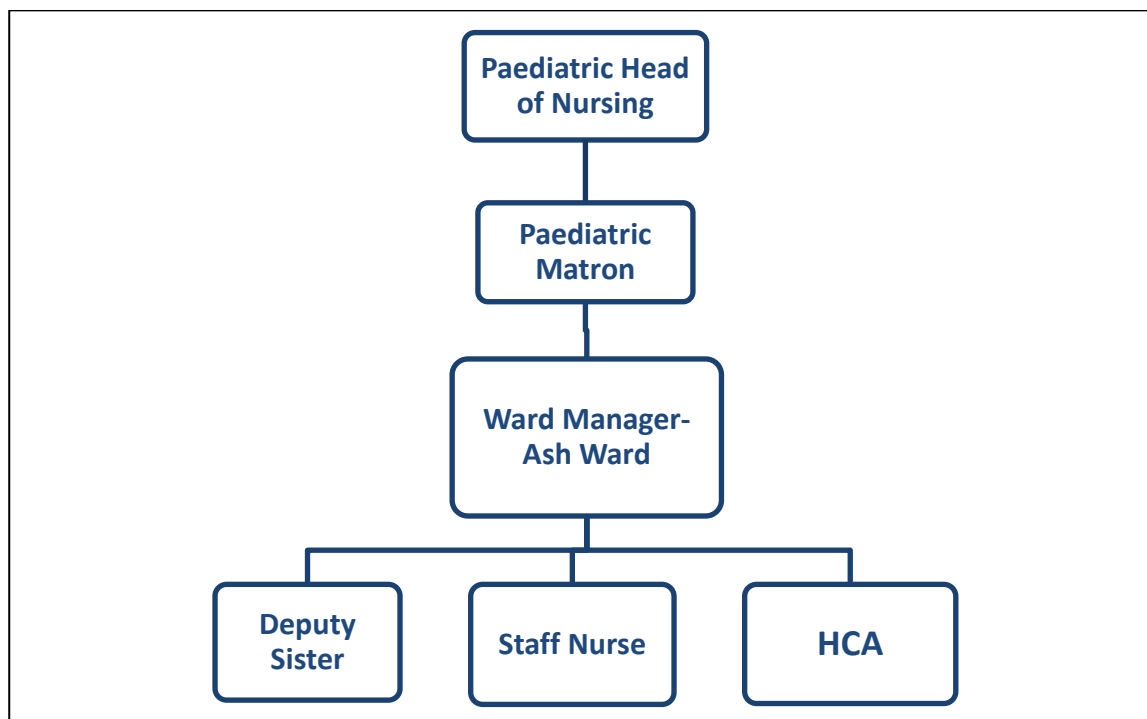 Paediatric Head
of Nursing
Paediatric
Matron
Ward Manager-
Ash Ward
Deputy
Sister
Staff Nurse
HCA